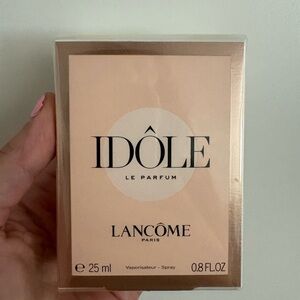 IDÔLE
LE PARFUM
LANCÔME
PARIS
e 25 ml Vaporisateur - Spray 0.8 FL.OZ